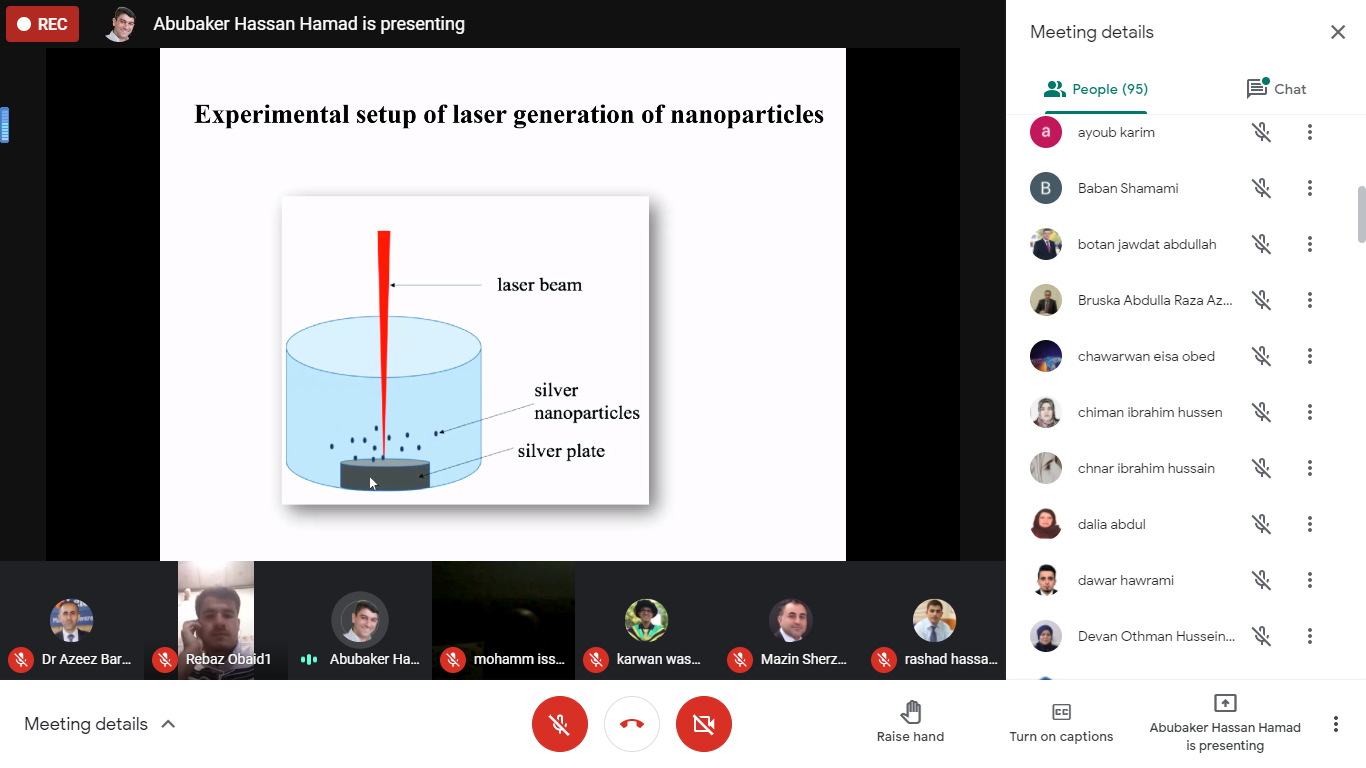 REC
Abubaker Hassan Hamad is presenting
Experimental setup of laser generation of nanoparticles
laser beam
silver
nanoparticles
silver plate
Dr Azeez Bar...
Rebaz Obaid1
Abubaker Ha...
mohamm iss...
karwan was...
Mazin Sherz...
rashad hassa...
Meeting details
People (95)
Chat
a
ayoub karim
B
Baban Shamami
botan jawdat abdullah
Bruska Abdulla Raza Az...
chawarwan eisa obed
chiman ibrahim hussen
chnar ibrahim hussain
dalia abdul
dawar hawrami
Devan Othman Hussein...
Meeting details
Raise hand
CC
Turn on captions
Abubaker Hassan Hamad
is presenting